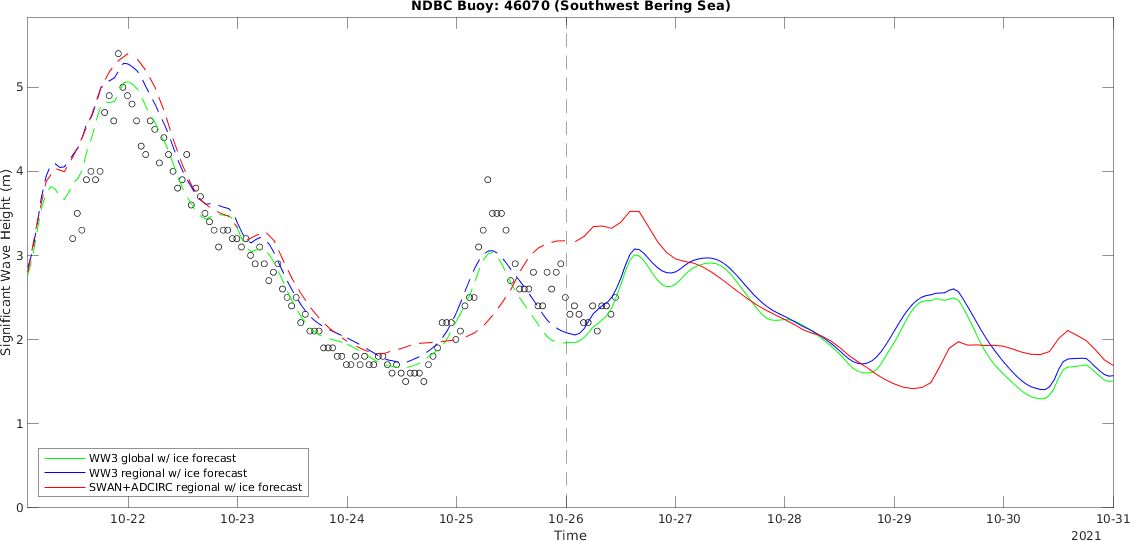 NDBC Buoy: 46070 (Southwest Bering Sea)
Significant Wave Height (m)
5
4
3
2
1
0
WW3 global w/ ice forecast
WW3 regional w/ ice forecast
SWAN+ADCIRC regional w/ ice forecast
10-22 10-23 10-24 10-25 10-26 10-27 10-28 10-29 10-30 10-31
Time
2021